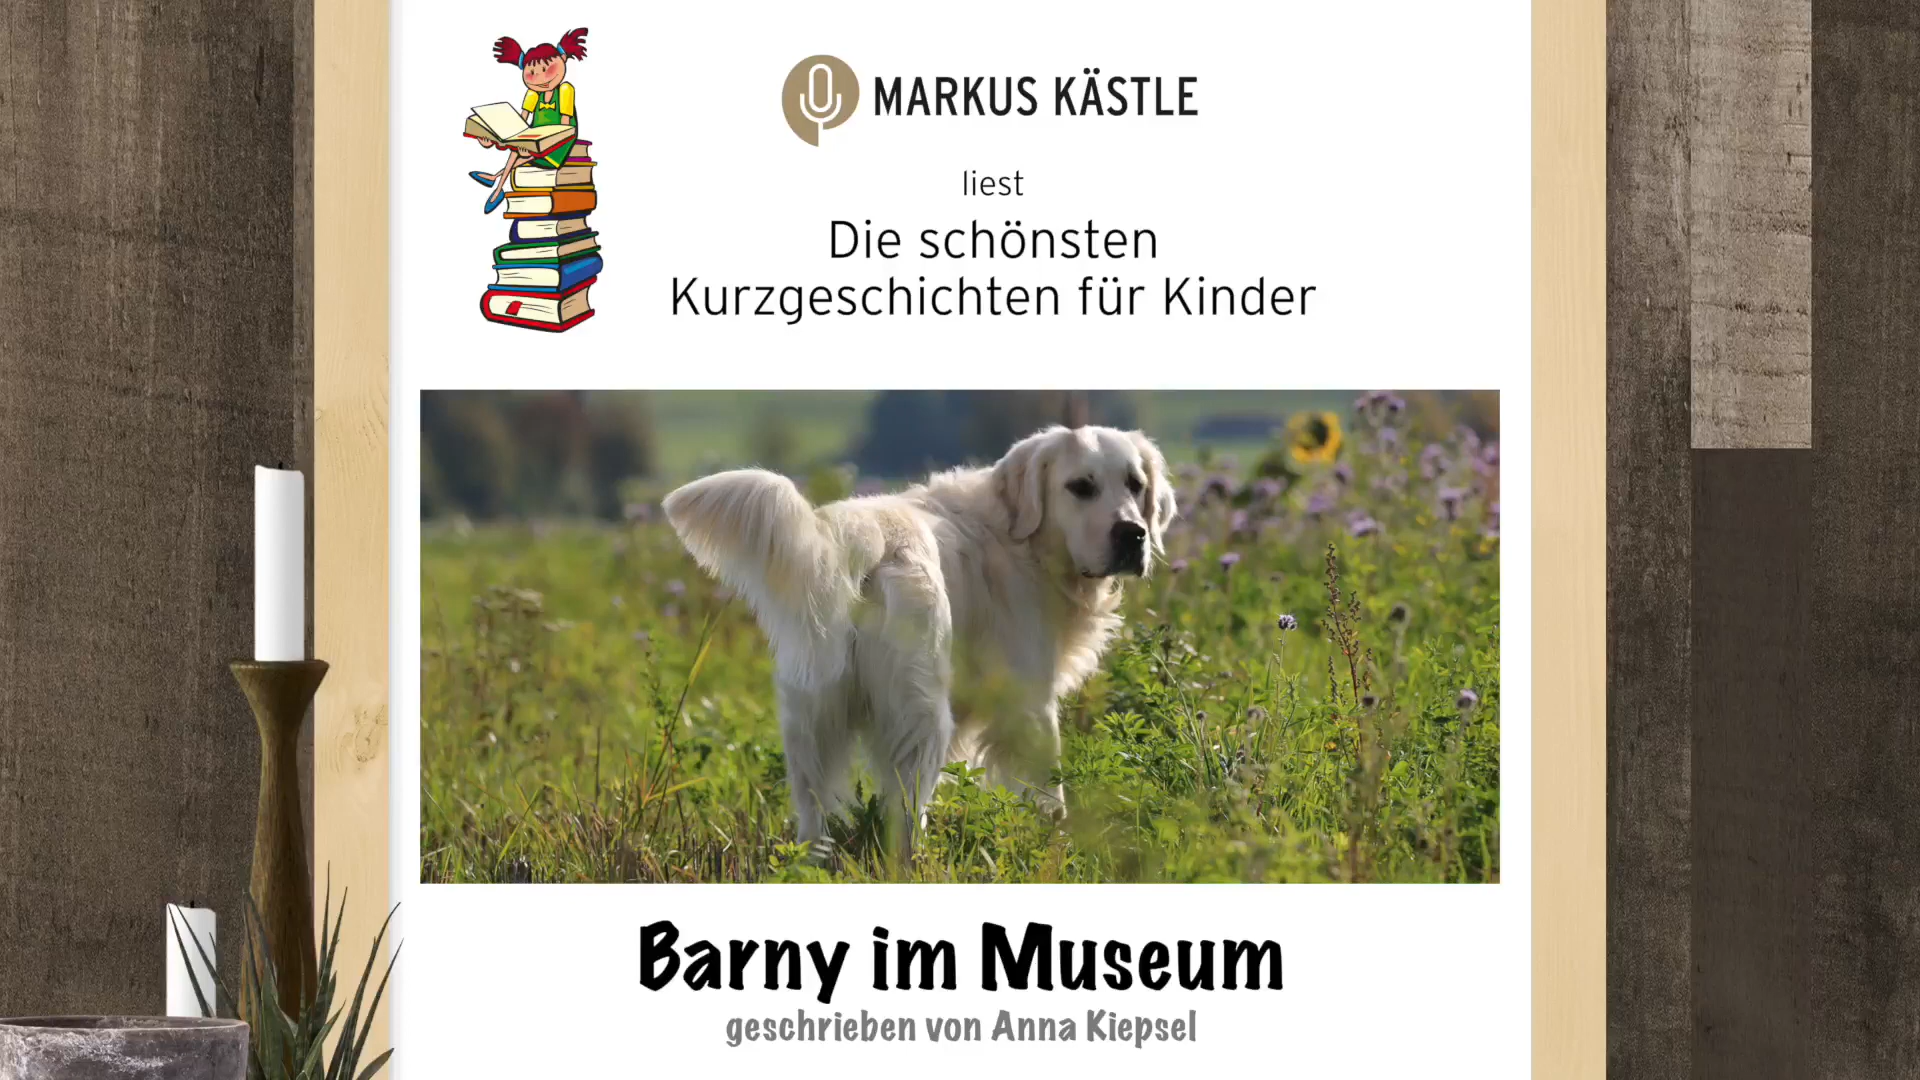 MARKUS KÄSTLE
liest
Die schönsten
Kurzgeschichten für Kinder
Barny im Museum
geschrieben von Anna Kiepsel